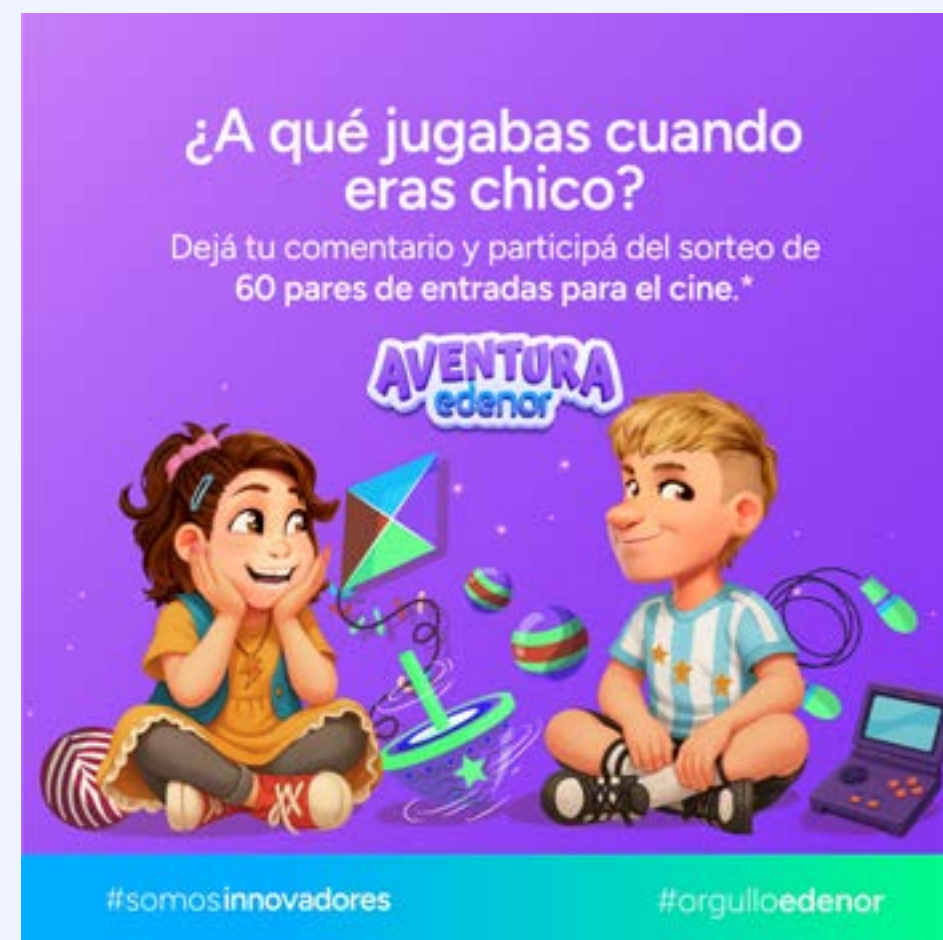 ¿A qué jugabas cuando
eras chico?
Dejá tu comentario y participá del sorteo de
60 pares de entradas para el cine.*
AVENTURA
edenor
#somosinnovadores
#orgulloedenor